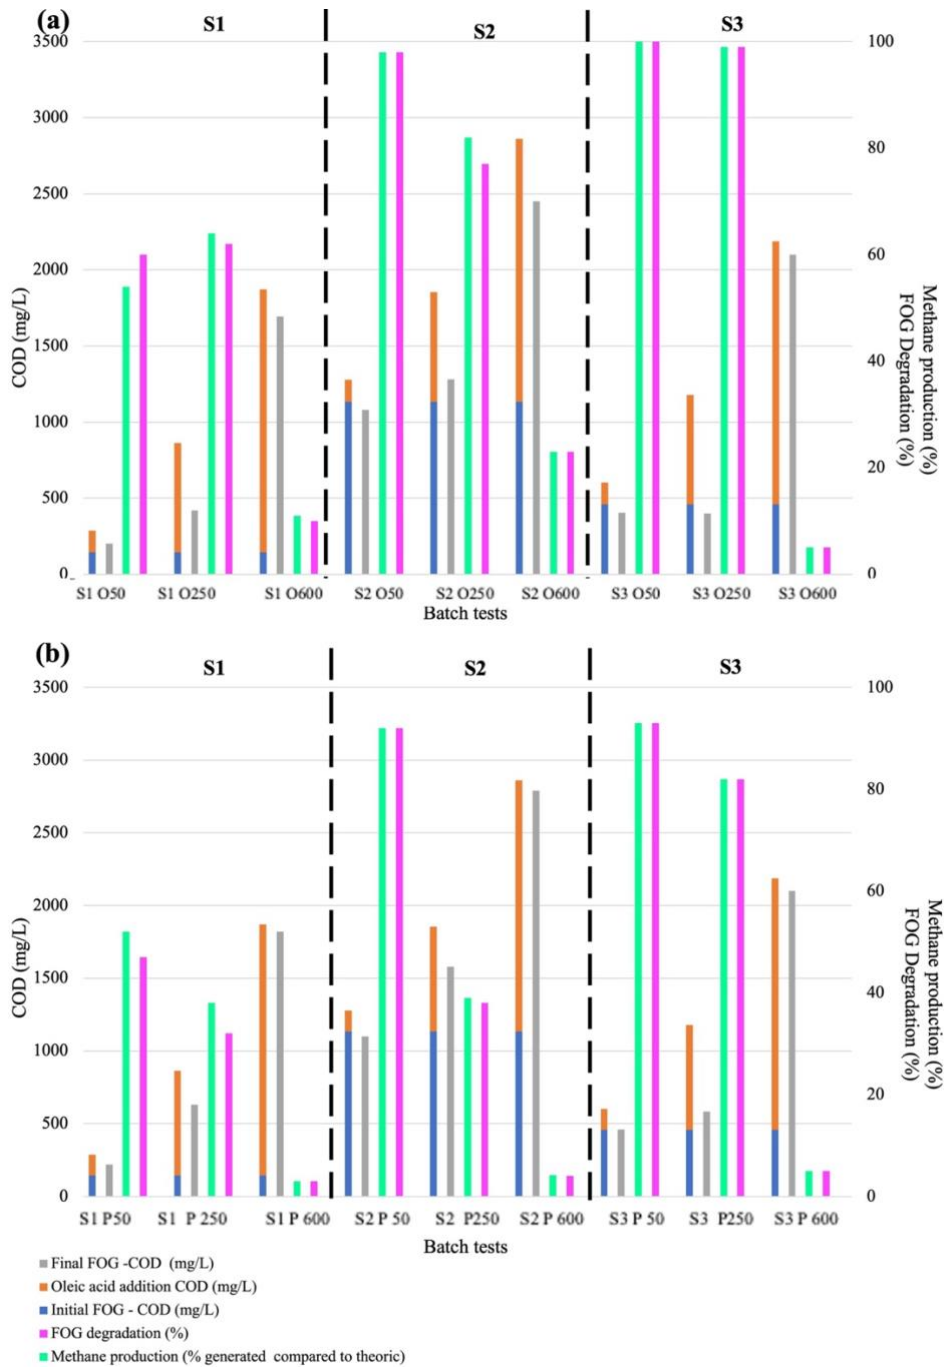 (a)
S1 S2 S3
3500 100
3000
80
2500
2000
60
1500
40
1000
20
500
0 0
COD (mg/L)
Methane production (%)
FOG Degradation (%)
S1 O50 S1 O250 S1 O600 S2 O50 S2 O250 S2 O600 S3 O50 S3 O250 S3 O600
Batch tests
(b)
S1 S2 S3
3500 100
3000
80
2500
2000
60
1500
40
1000
20
500
0 0
COD (mg/L)
Methane production (%)
FOG Degradation (%)
S1 P50 S1 P 250 S1 P 600 S2 P 50 S2 P250 S2 P 600 S3 P 50 S3 P250 S3 P 600
Batch tests
Final FOG -COD (mg/L)
Oleic acid addition COD (mg/L)
Initial FOG - COD (mg/L)
FOG degradation (%)
Methane production (% generated compared to theoric)